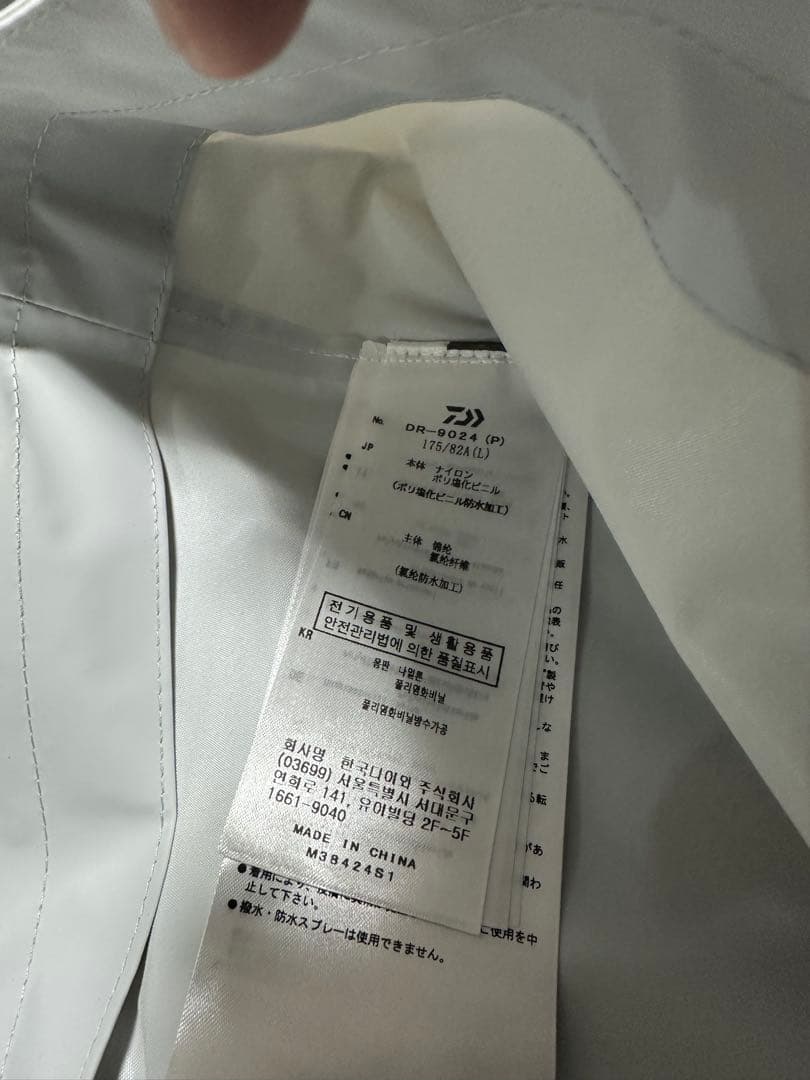 No. DR-9024 (P)
175/82A(L)
JP 本体 ナイロン
ポリ塩化ビニル
(ポリ塩化ビニル防水加工)
CN 主体 锦纶
氯纶纤维
(氯纶防水加工)
전기용품 및 생활용품
안전관리법에 의한 품질표시
KR 몸판 나일론
폴리염화비닐
폴리염화비닐방수가공
회사명 한국다이와 주식회사
(03699) 서울특별시 서대문구
연희로 141, 유아빌딩 2F~5F
1661-9040
MADE IN CHINA
M38424S1
ご使用を中
止して下さい。
●撥水・防水スプレーは使用できません。